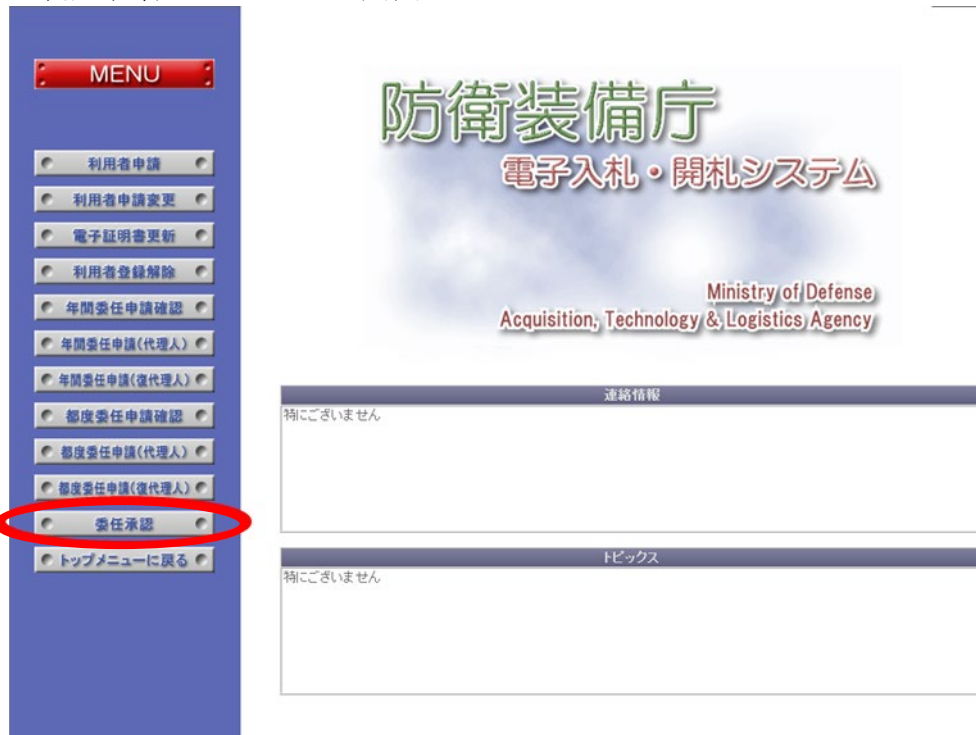 MENU
利用者申請
利用者申請変更
電子証明書更新
利用者登録解除
年間委任申請確認
年間委任申請(代理人)
年間委任申請(復代理人)
都度委任申請確認
都度委任申請(代理人)
都度委任申請(復代理人)
委任承認
トップメニューに戻る
防衛装備庁
電子入札・開札システム
Ministry of Defense
Acquisition, Technology & Logistics Agency
連絡情報
特にございません
トピックス
特にございません